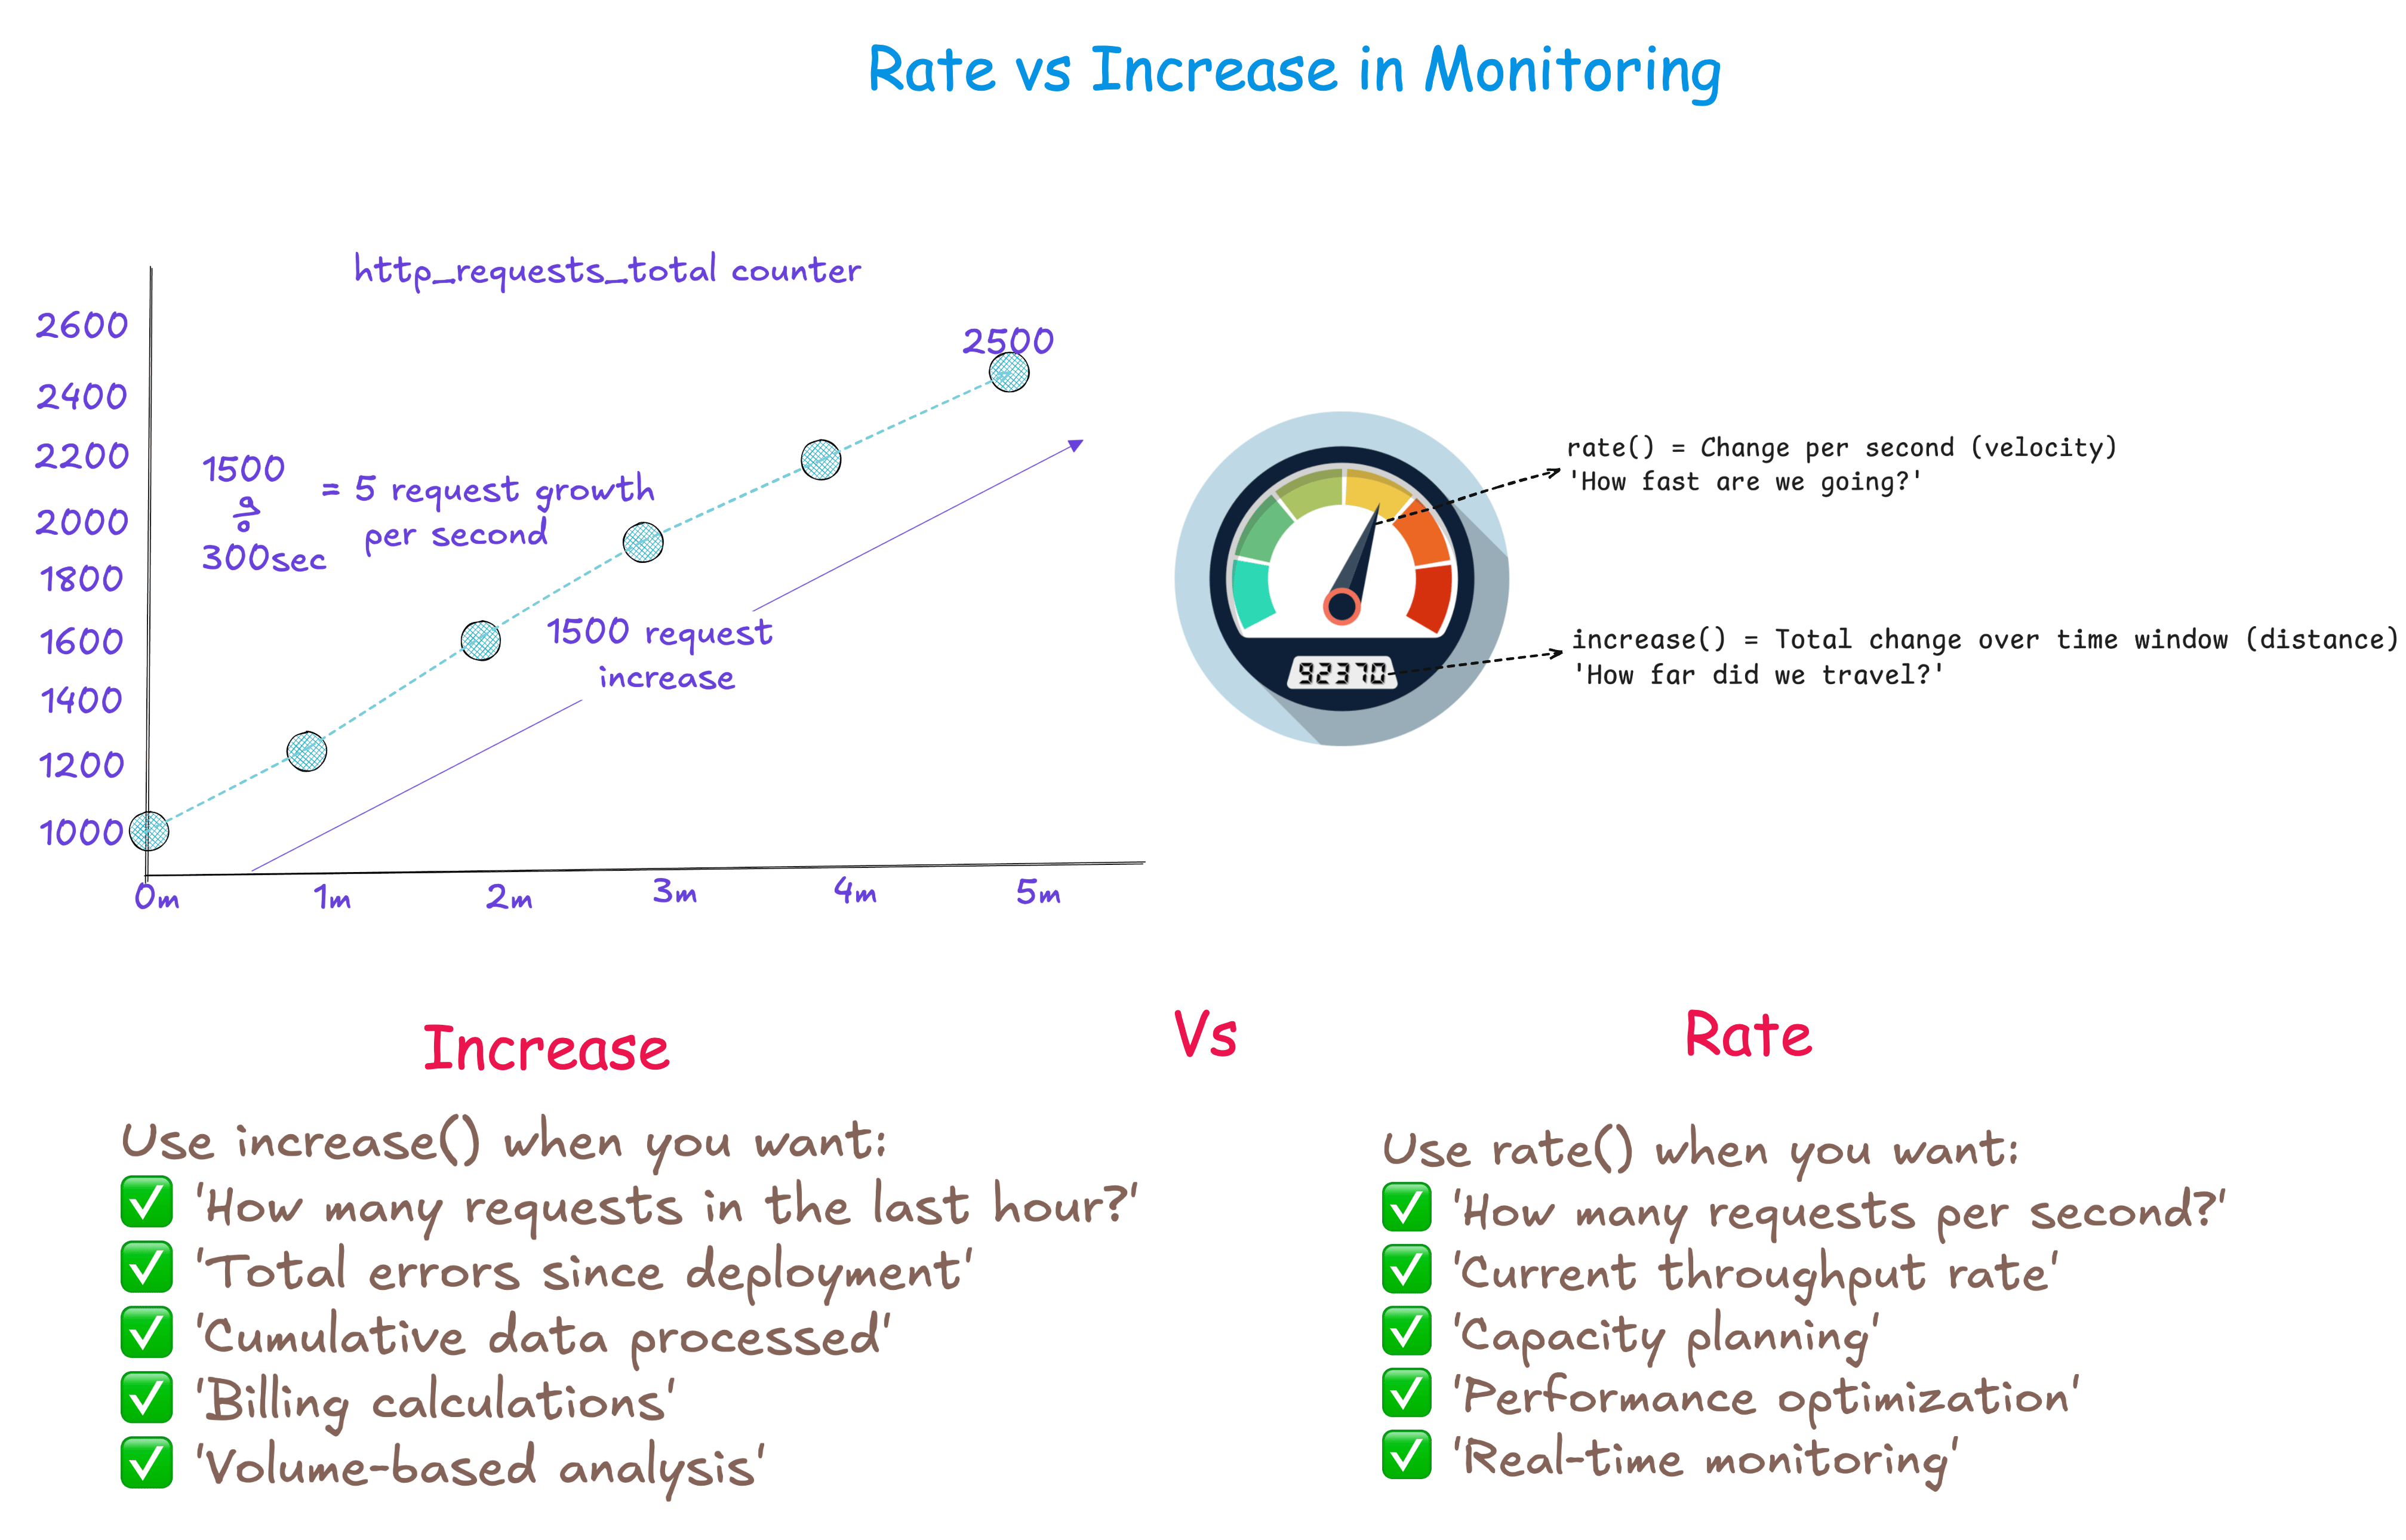 Rate vs Increase in Monitoring
http_requests_total counter
2600
2400
2200
2000
1800
1600
1400
1200
1000
0m
1m
2m
3m
4m
5m
2500
1500
÷
300sec
= 5 request growth
per second
1500 request
increase
rate() = Change per second (velocity)
'How fast are we going?'
92370
increase() = Total change over time window (distance)
'How far did we travel?'
Increase
Vs
Rate
Use increase() when you want:
✅ 'How many requests in the last hour?'
✅ 'Total errors since deployment'
✅ 'Cumulative data processed'
✅ 'Billing calculations'
✅ 'Volume-based analysis'
Use rate() when you want:
✅ 'How many requests per second?'
✅ 'Current throughput rate'
✅ 'Capacity planning'
✅ 'Performance optimization'
✅ 'Real-time monitoring'